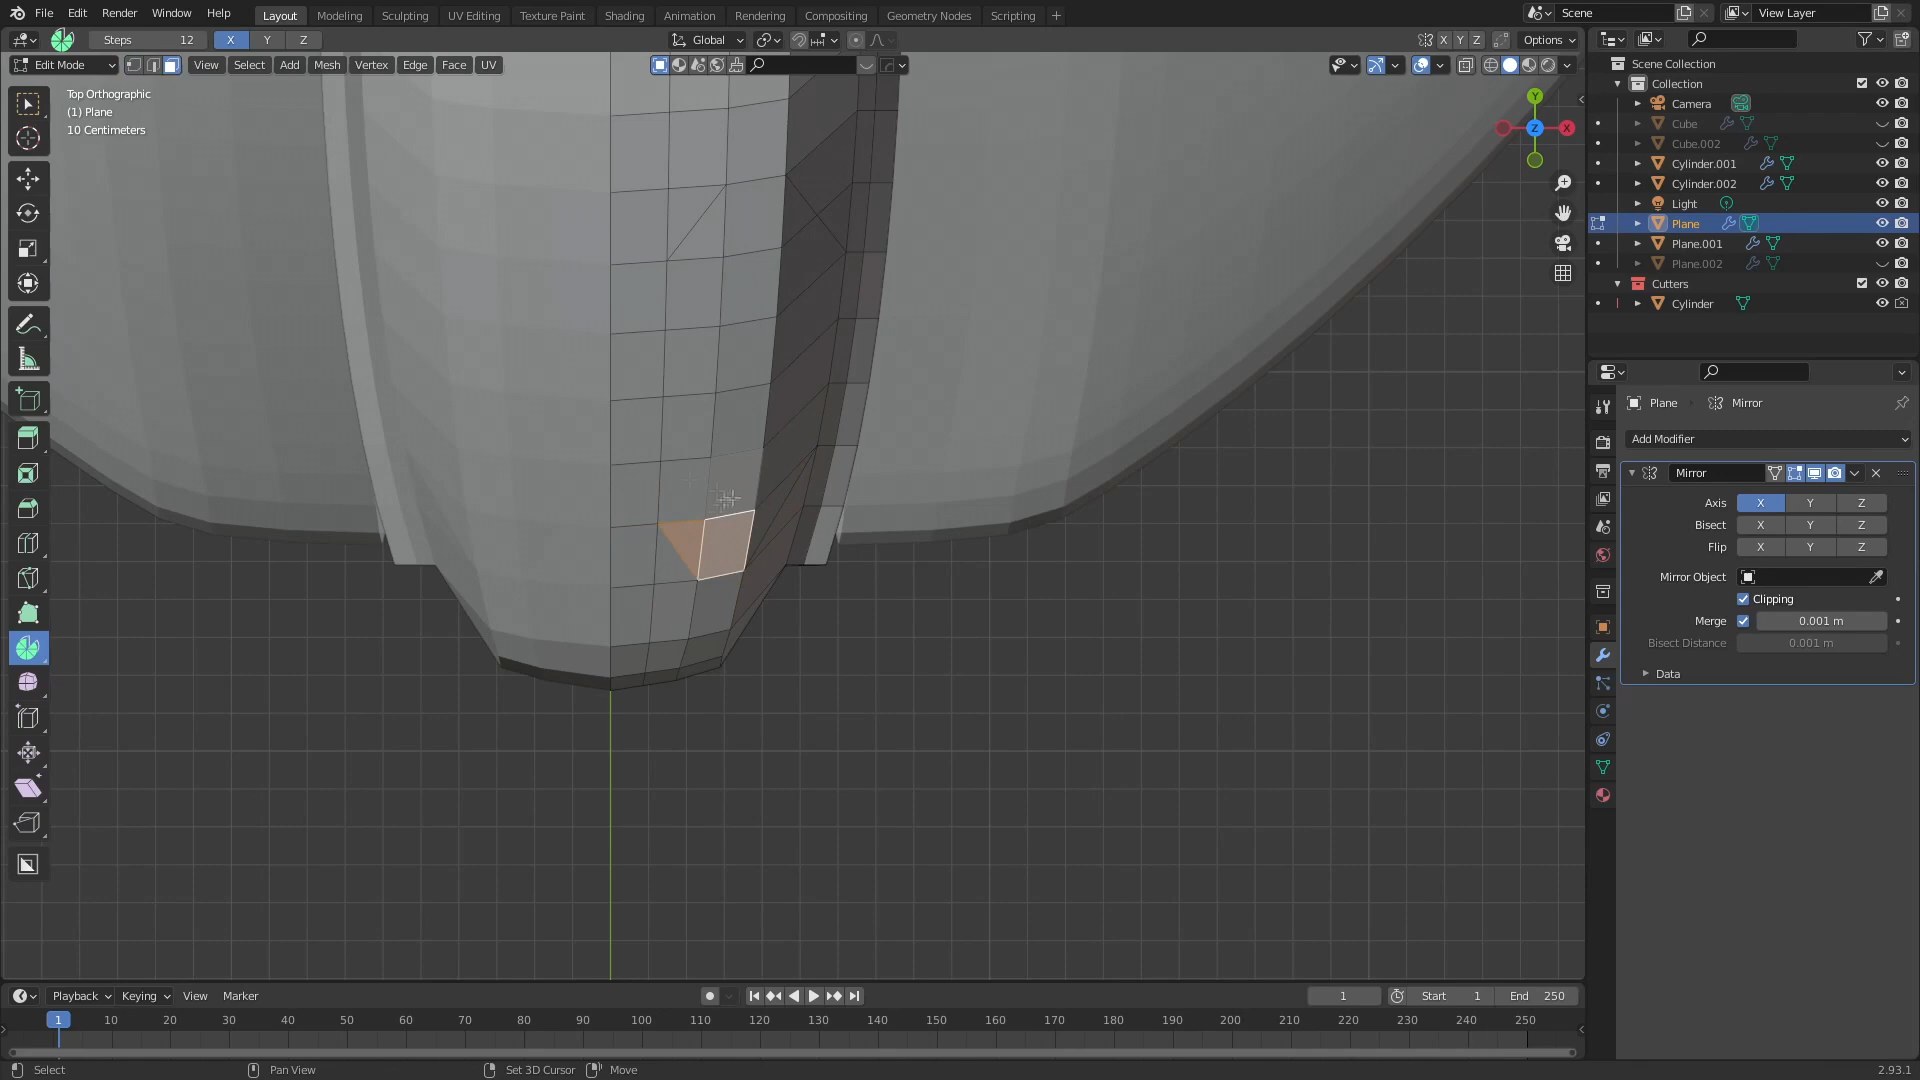 File Edit Render Window Help Layout Modeling Sculpting UV Editing Texture Paint Shading Animation Rendering Compositing Geometry Nodes Scripting + Scene View Layer
Steps 12 X Y Z Global X Y Z Options
Edit Mode View Select Add Mesh Vertex Edge Face UV
Top Orthographic
(1) Plane
10 Centimeters
Y
X
Z
Scene Collection
Collection
Camera
Cube
Cube.002
Cylinder.001
Cylinder.002
Light
Plane
Plane.001
Plane.002
Cutters
Cylinder
Plane Mirror
Add Modifier
Mirror
Axis X Y Z
Bisect X Y Z
Flip X Y Z
Mirror Object
Clipping
Merge 0.001 m
Bisect Distance 0.001 m
Data
Playback Keying View Marker 1 Start 1 End 250
1 10 20 30 40 50 60 70 80 90 100 110 120 130 140 150 160 170 180 190 200 210 220 230 240 250
Select Pan View Set 3D Cursor Move 2.93.1